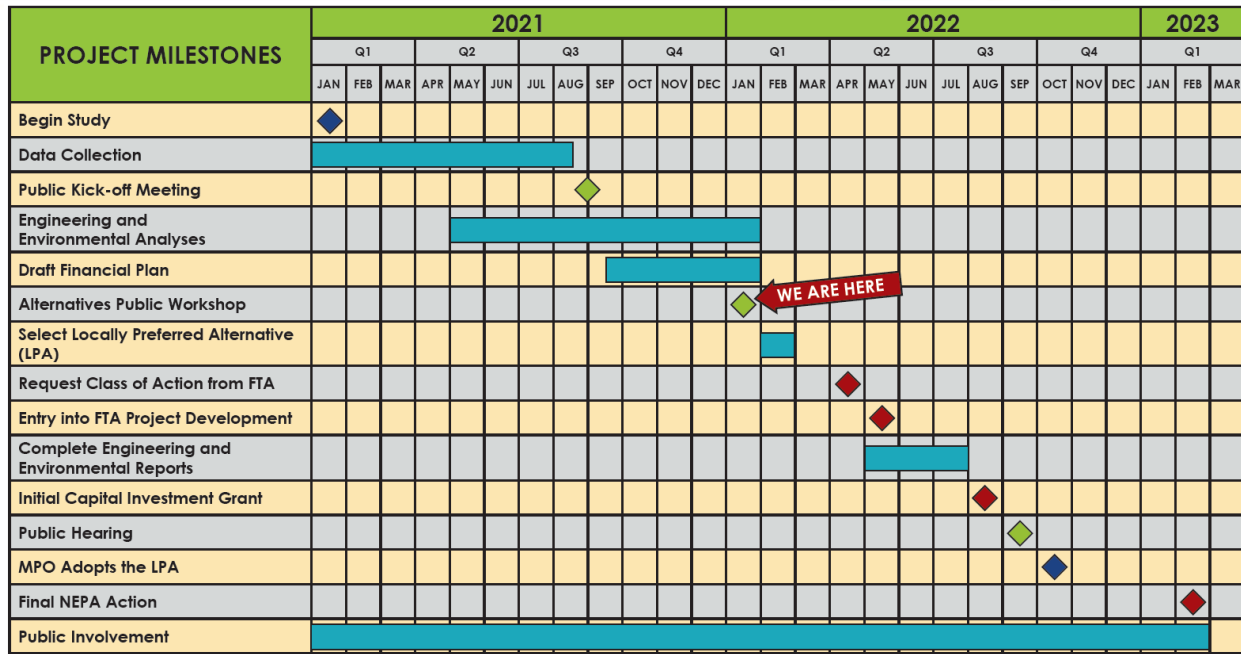 PROJECT MILESTONES
2021 2022 2023
Q1 Q2 Q3 Q4 Q1 Q2 Q3 Q4 Q1
JAN FEB MAR APR MAY JUN JUL AUG SEP OCT NOV DEC JAN FEB MAR APR MAY JUN JUL AUG SEP OCT NOV DEC JAN FEB MAR
Begin Study
Data Collection
Public Kick-off Meeting
Engineering and
Environmental Analyses
Draft Financial Plan
Alternatives Public Workshop
WE ARE HERE
Select Locally Preferred Alternative
(LPA)
Request Class of Action from FTA
Entry into FTA Project Development
Complete Engineering and
Environmental Reports
Initial Capital Investment Grant
Public Hearing
MPO Adopts the LPA
Final NEPA Action
Public Involvement